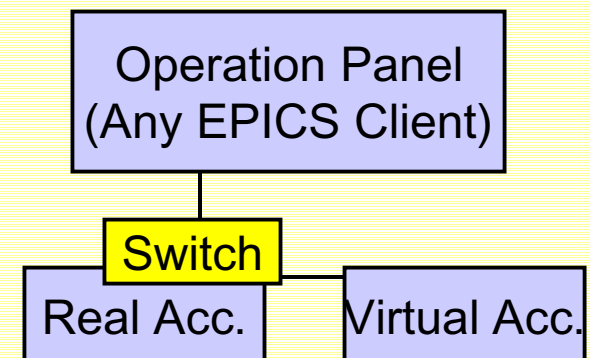 Operation Panel
(Any EPICS Client)
Switch
Real Acc.
Virtual Acc.